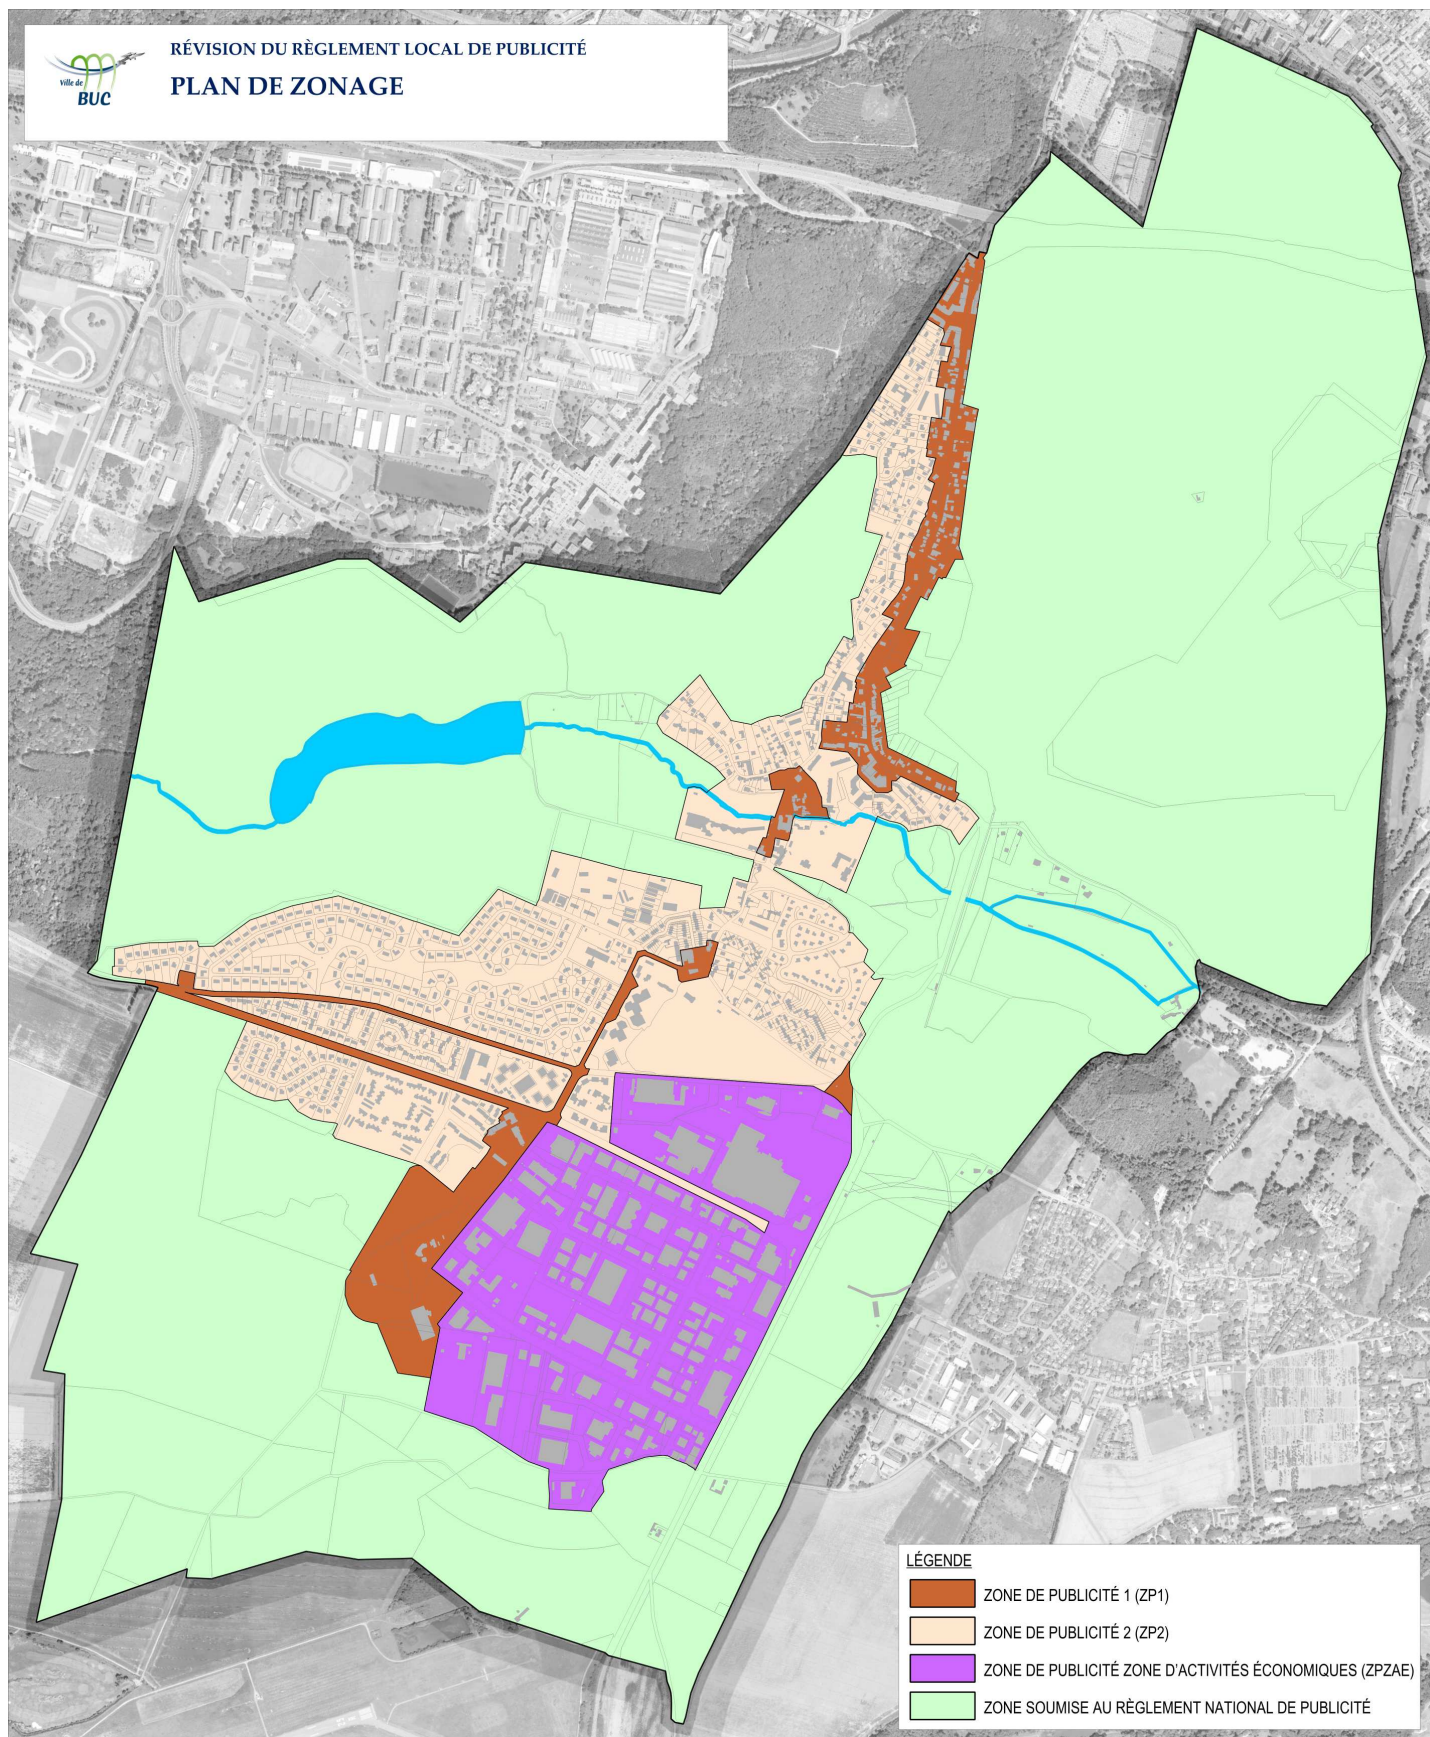 RÉVISION DU RÈGLEMENT LOCAL DE PUBLICITÉ
PLAN DE ZONAGE
Ville de
BUC
LÉGENDE
ZONE DE PUBLICITÉ 1 (ZP1)
ZONE DE PUBLICITÉ 2 (ZP2)
ZONE DE PUBLICITÉ ZONE D'ACTIVITÉS ÉCONOMIQUES (ZPZAE)
ZONE SOUMISE AU RÈGLEMENT NATIONAL DE PUBLICITÉ